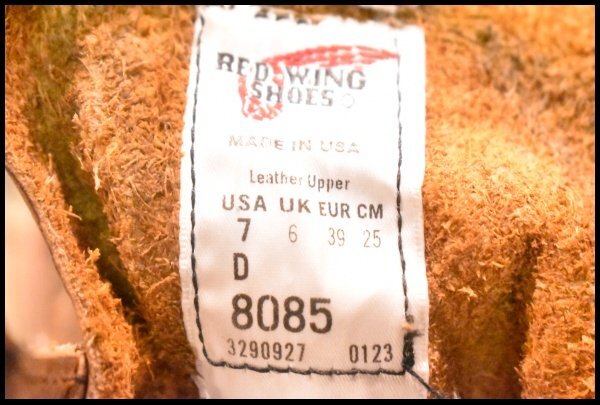 RED WING
SHOES
MADE IN USA
Leather Upper
USA UK EUR CM
7 6 39 25
D
8085
3290927 0123